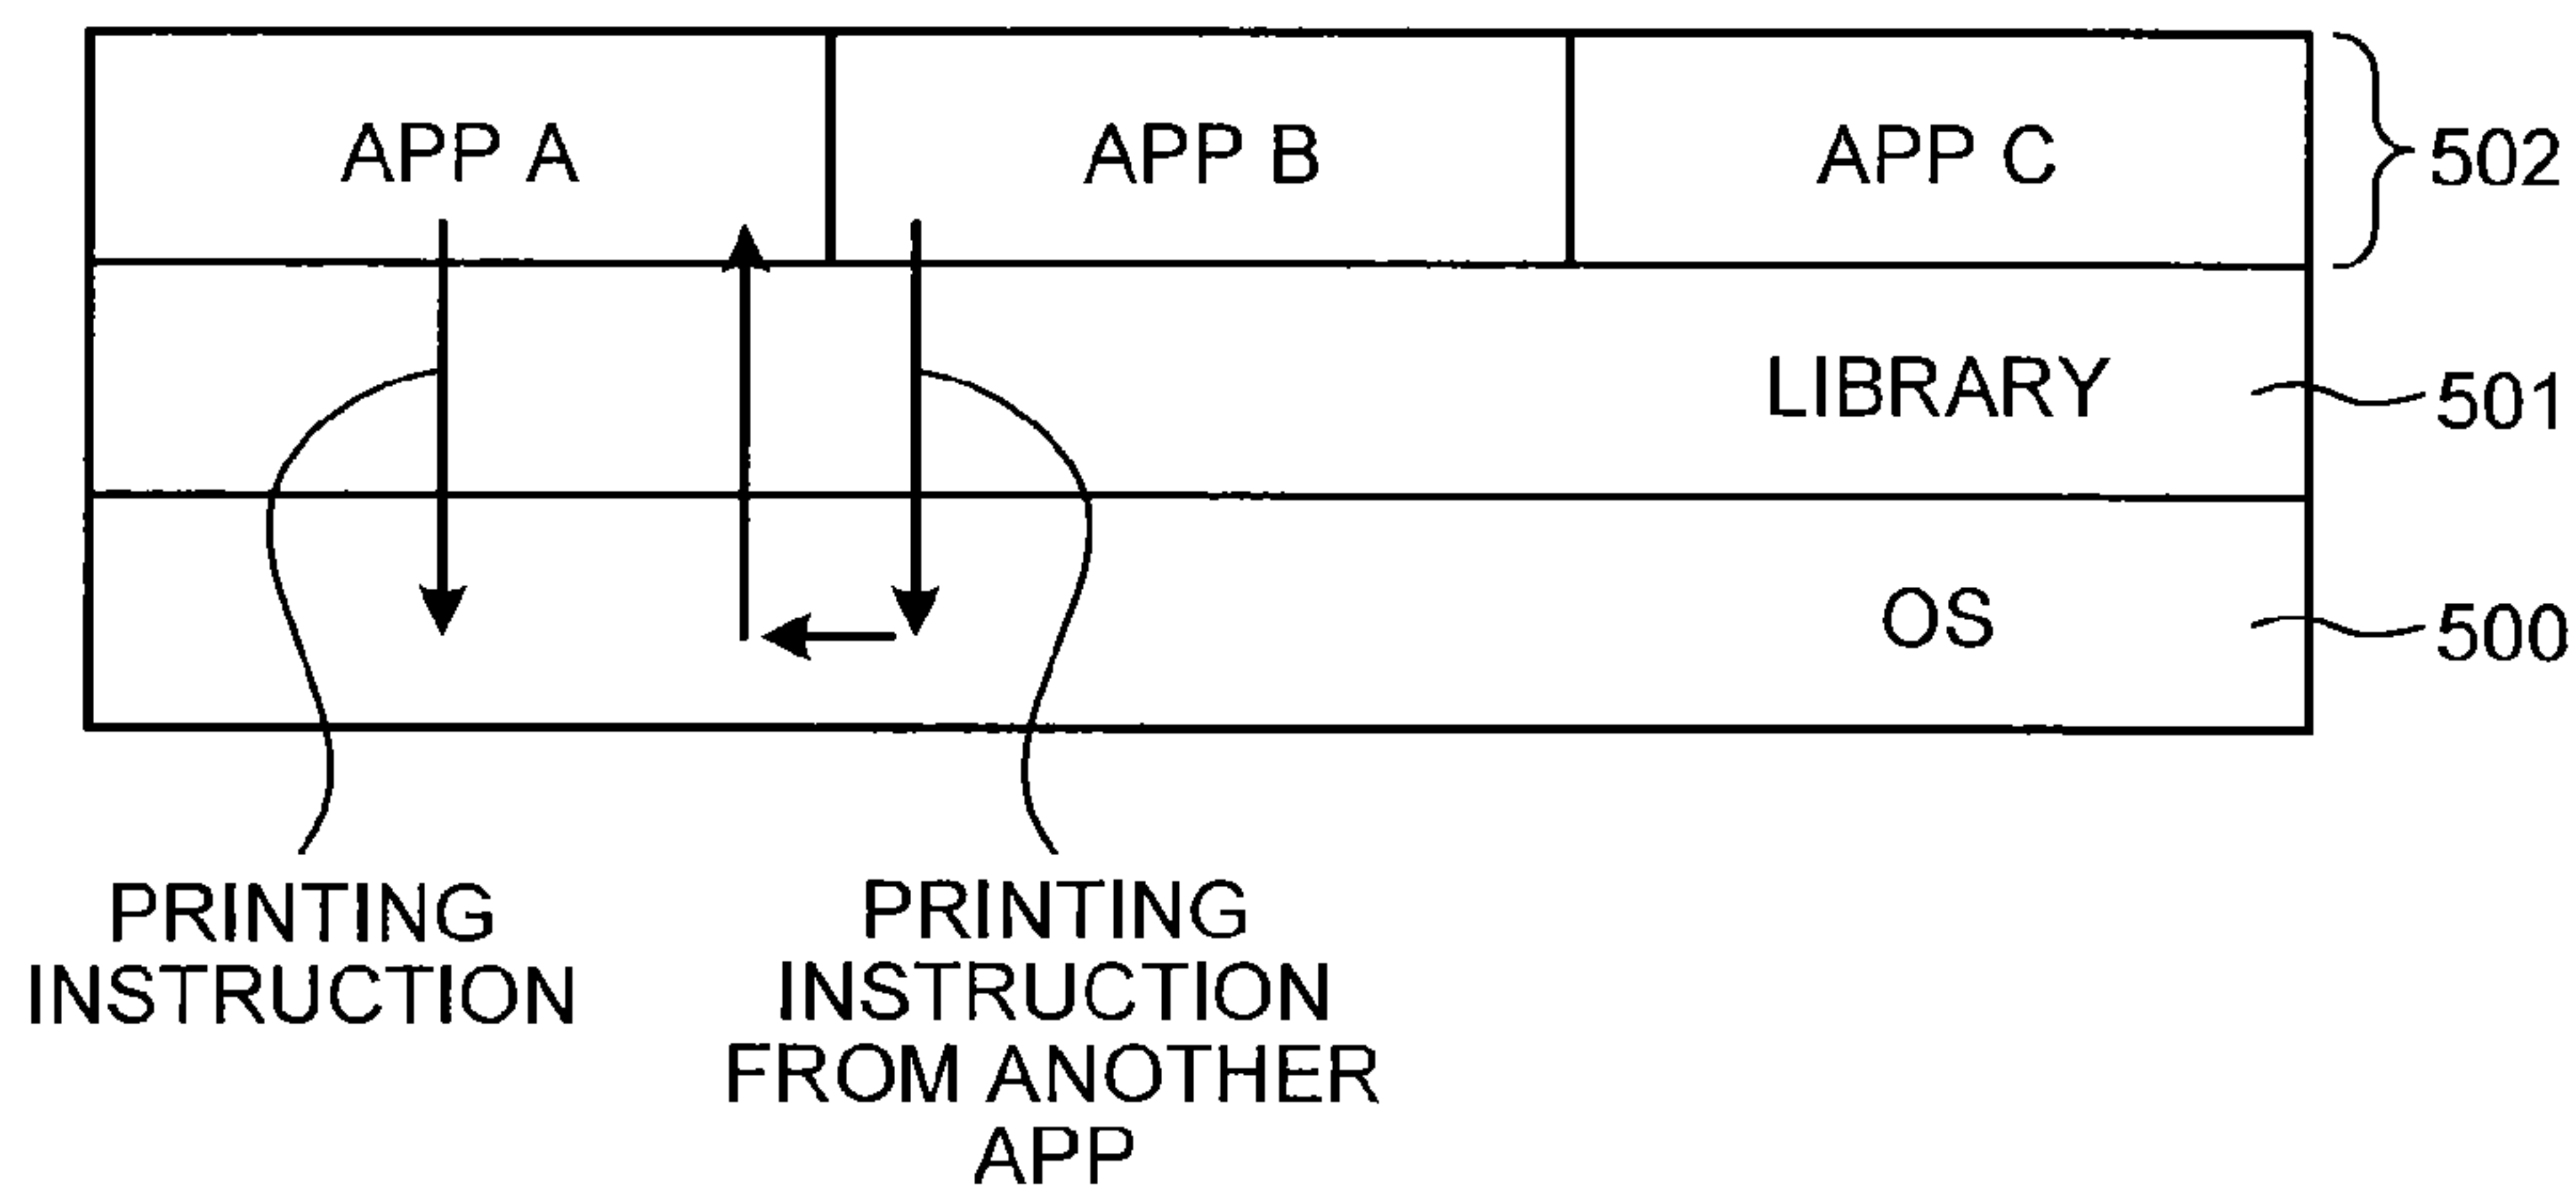 APP A
APP B
APP C
502
LIBRARY
501
OS
500
PRINTING
INSTRUCTION
PRINTING
INSTRUCTION
FROM ANOTHER
APP